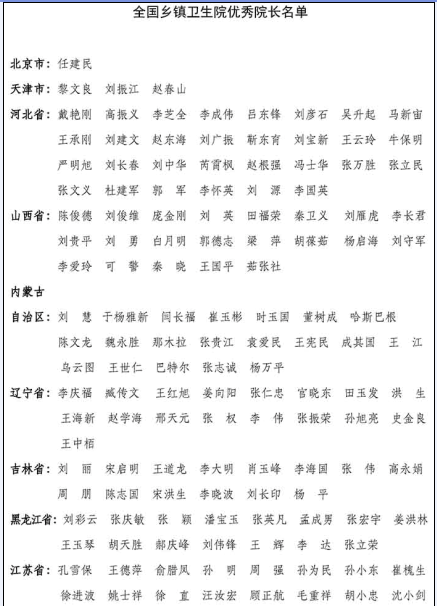 全国乡镇卫生院优秀院长名单
北京市：任建民
天津市：黎文良 刘振江 赵春山
河北省：戴艳刚 高振义 李芝全 李成伟 吕东锋 刘彦石 吴升起 马新宙
王承刚 刘建文 赵东海 刘广振 靳东育 刘宝新 王云玲 牛保明
严明旭 刘长春 刘中华 芮霄枫 赵根强 冯士华 张万胜 张立民
张文义 杜建军 郭 军 李怀英 刘 源 李国英
山西省：陈俊德 刘俊维 庞金刚 刘 英 田福荣 秦卫义 刘雁虎 李长君
刘贵平 刘 勇 白月明 郭德志 梁 萍 胡葆茹 杨启海 刘守军
李爱玲 可 警 秦 晓 王国平 茹张社
内蒙古
自治区：刘 慧 于杨雅新 闫长福 崔玉彬 时玉国 董树成 哈斯巴根
陈文龙 魏永胜 那木拉 张贵江 袁爱民 王宪民 成其国 王 江
乌云图 王世仁 巴特尔 张志诚 杨万平
辽宁省：李庆福 臧传文 王红旭 姜向阳 张仁忠 官晓东 田玉发 洪 生
王海新 赵学海 邢天元 张 权 李 伟 张振荣 孙旭亮 史金良
王中栢
吉林省：刘 丽 宋启明 王道龙 李大明 肖玉峰 李海国 张 伟 高永娟
周 朋 陈志国 宋洪生 李晓波 刘长印 杨 平
黑龙江省：刘彩云 张庆敏 张 颖 潘宝玉 张英凡 孟成男 张宏宇 姜洪林
王玉琴 胡天胜 郝庆峰 刘伟锋 王 辉 李 达 张立荣
江苏省：孔雪保 王德萍 俞腊凤 孙 明 周 强 孙为民 孙小东 崔槐生
徐进波 姚士祥 徐 直 汪汝宏 顾正航 毛重祥 胡小忠 沈小剑